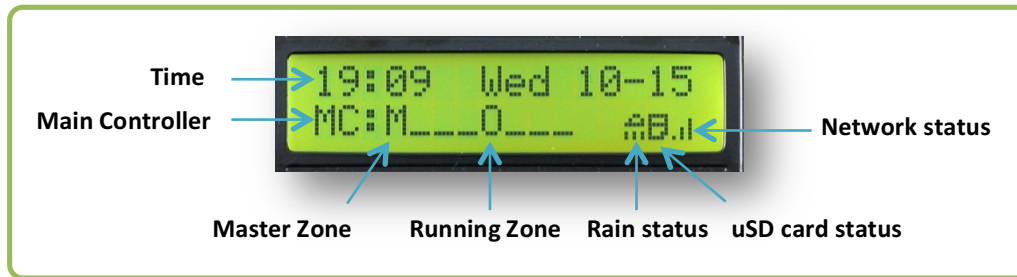 Time
19:09 Wed 10-15
Main Controller
MC:M___O___
Network status
Master Zone
Running Zone
Rain status
uSD card status